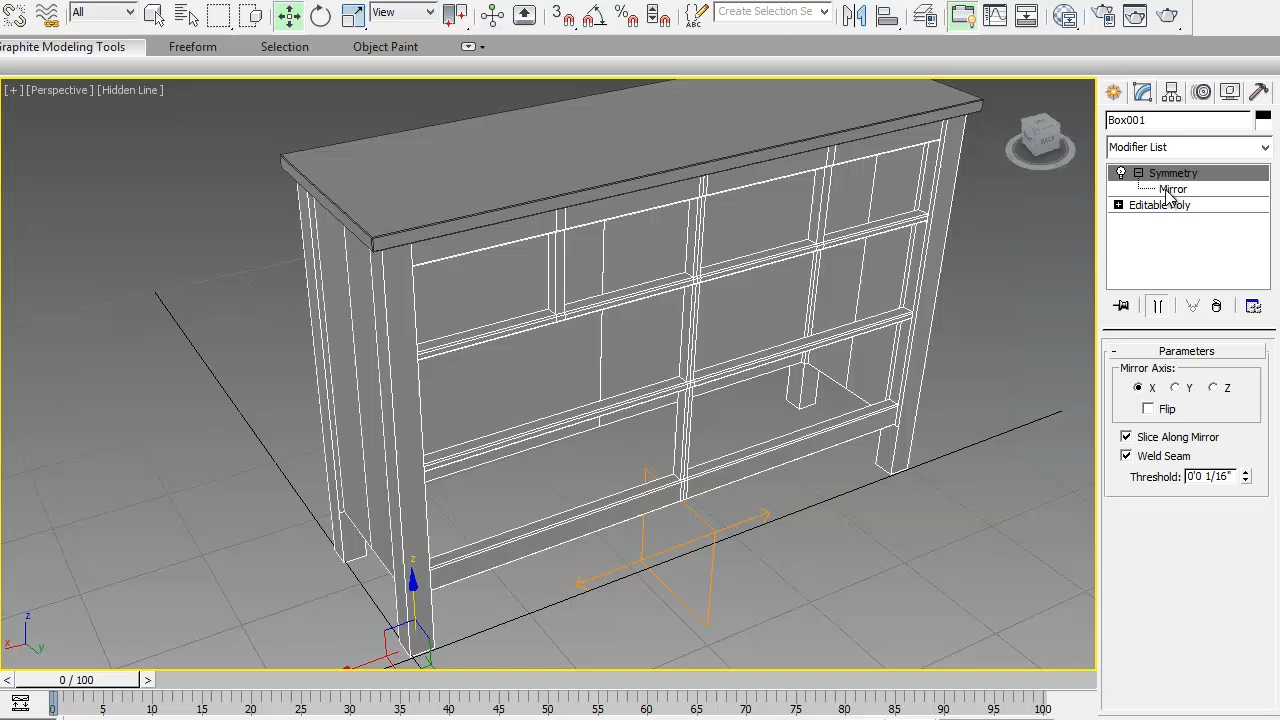 All
View
3
%
ABC
Create Selection Se
Graphite Modeling Tools
Freeform
Selection
Object Paint
[+] [Perspective ] [Hidden Line ]
Box001
Modifier List
Symmetry
Mirror
Parameters
Mirror Axis:
X Y Z
Flip
Slice Along Mirror
Weld Seam
Threshold: 0'0 1/16"
z
z
x
y
< 0 / 100 >
0 5 10 15 20 25 30 35 40 45 50 55 60 65 70 75 80 85 90 95 100